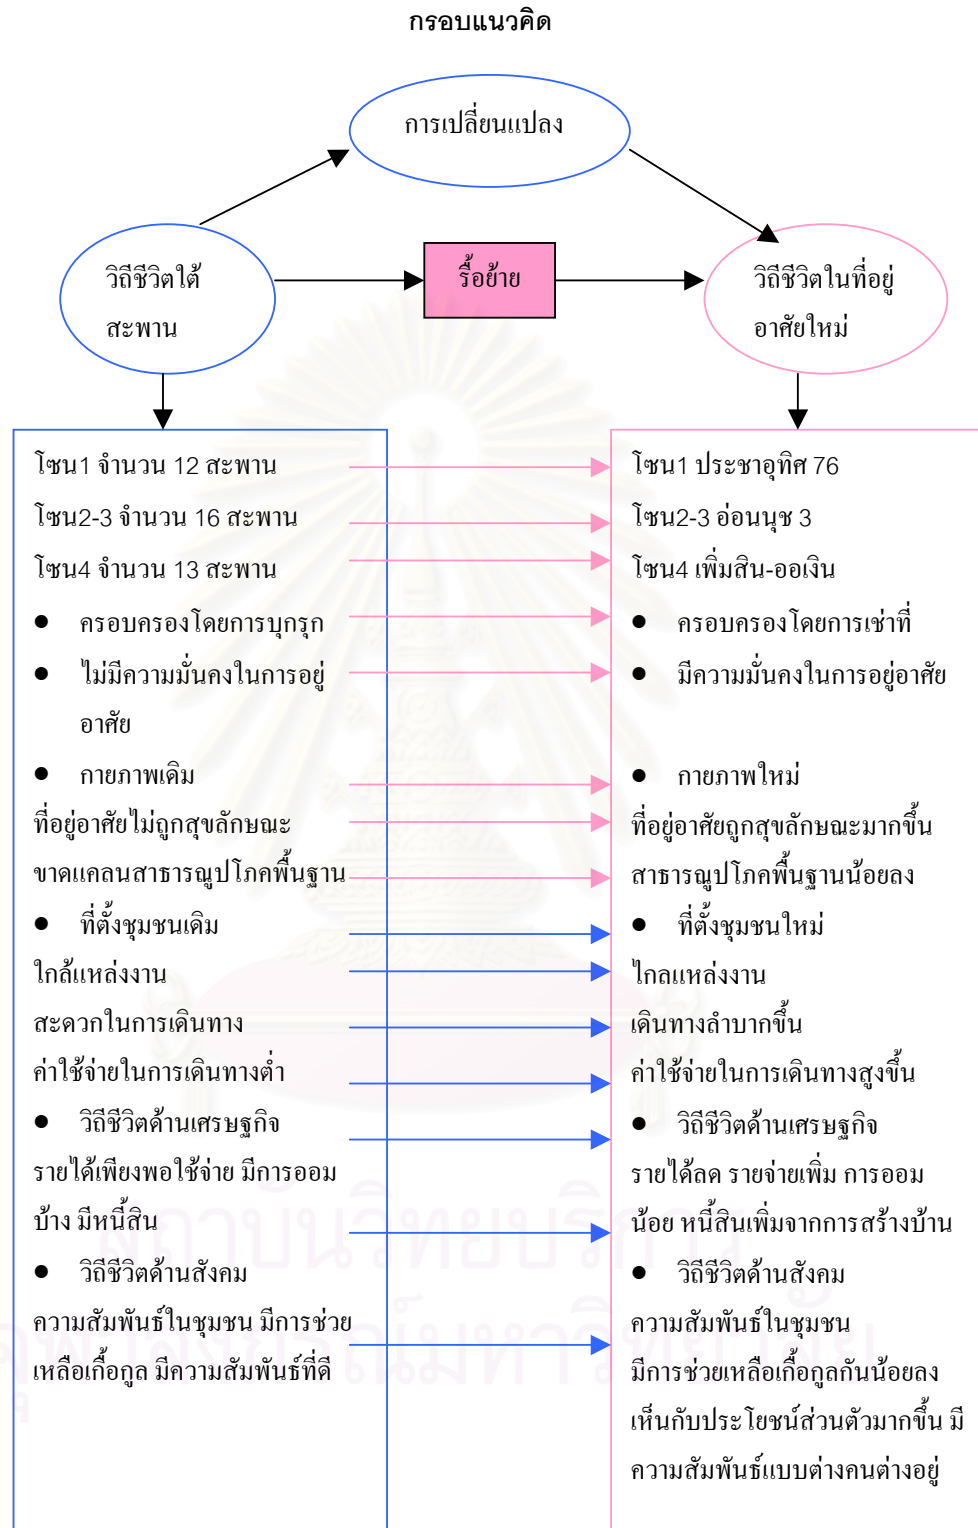 กรอบแนวคิด
การเปลี่ยนแปลง
วิถีชีวิตใต้
สะพาน
รื้อย้าย
วิถีชีวิตในที่อยู่
อาศัยใหม่
โซน1 จำนวน 12 สะพาน
โซน2-3 จำนวน 16 สะพาน
โซน4 จำนวน 13 สะพาน
● ครอบครองโดยการบุกรุก
● ไม่มีความมั่นคงในการอยู่
อาศัย
● กายภาพเดิม
ที่อยู่อาศัยไม่ถูกสุขลักษณะ
ขาดแคลนสาธารณูปโภคพื้นฐาน
● ที่ตั้งชุมชนเดิม
ใกล้แหล่งงาน
สะดวกในการเดินทาง
ค่าใช้จ่ายในการเดินทางต่ำ
● วิถีชีวิตด้านเศรษฐกิจ
รายได้เพียงพอใช้จ่าย มีการออม
บ้าง มีหนี้สิน
● วิถีชีวิตด้านสังคม
ความสัมพันธ์ในชุมชน มีการช่วย
เหลือเกื้อกูล มีความสัมพันธ์ที่ดี
โซน1 ประชาอุทิศ 76
โซน2-3 อ่อนนุช 3
โซน4 เพิ่มสิน-ออเงิน
● ครอบครองโดยการเช่าที่
● มีความมั่นคงในการอยู่อาศัย
● กายภาพใหม่
ที่อยู่อาศัยถูกสุขลักษณะมากขึ้น
สาธารณูปโภคพื้นฐานน้อยลง
● ที่ตั้งชุมชนใหม่
ไกลแหล่งงาน
เดินทางลำบากขึ้น
ค่าใช้จ่ายในการเดินทางสูงขึ้น
● วิถีชีวิตด้านเศรษฐกิจ
รายได้ลด รายจ่ายเพิ่ม การออม
น้อย หนี้สินเพิ่มจากการสร้างบ้าน
● วิถีชีวิตด้านสังคม
ความสัมพันธ์ในชุมชน
มีการช่วยเหลือเกื้อกูลกันน้อยลง
เห็นกับประโยชน์ส่วนตัวมากขึ้น มี
ความสัมพันธ์แบบต่างคนต่างอยู่
สถาบันวิทยบริการ
จุฬาลงกรณ์มหาวิทยาลัย